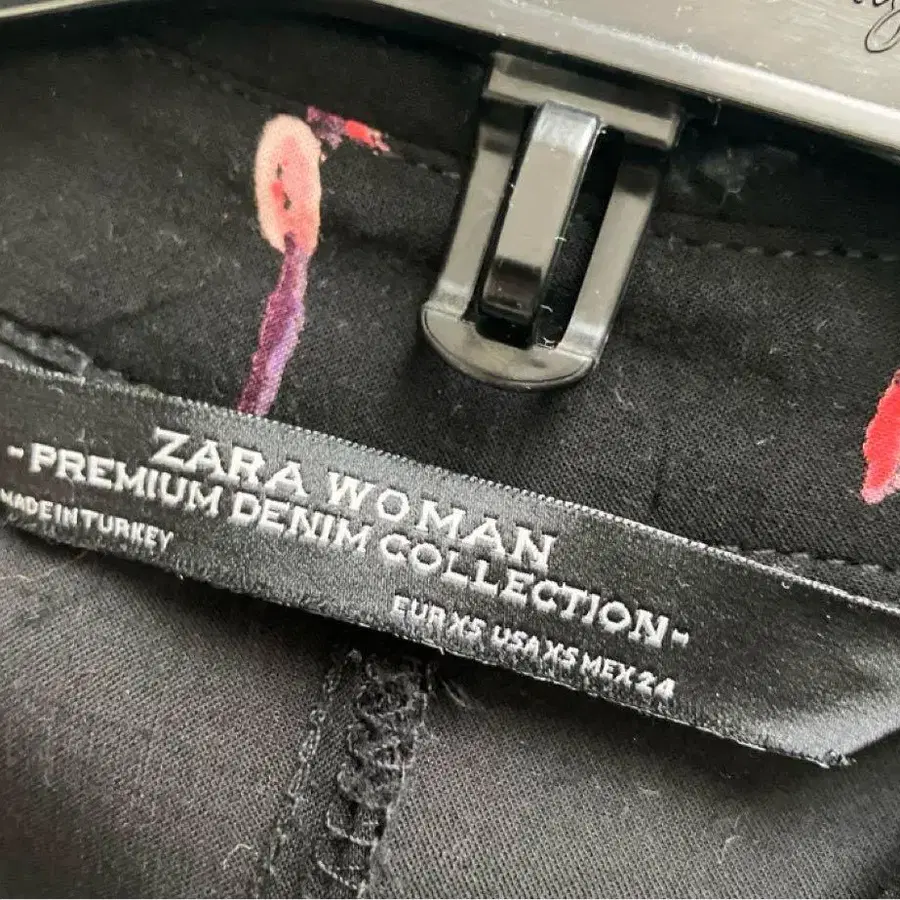 ZARA WOMAN
-PREMIUM DENIM COLLECTION-
MADE IN TURKEY
EUR XS USA XS MEX 24